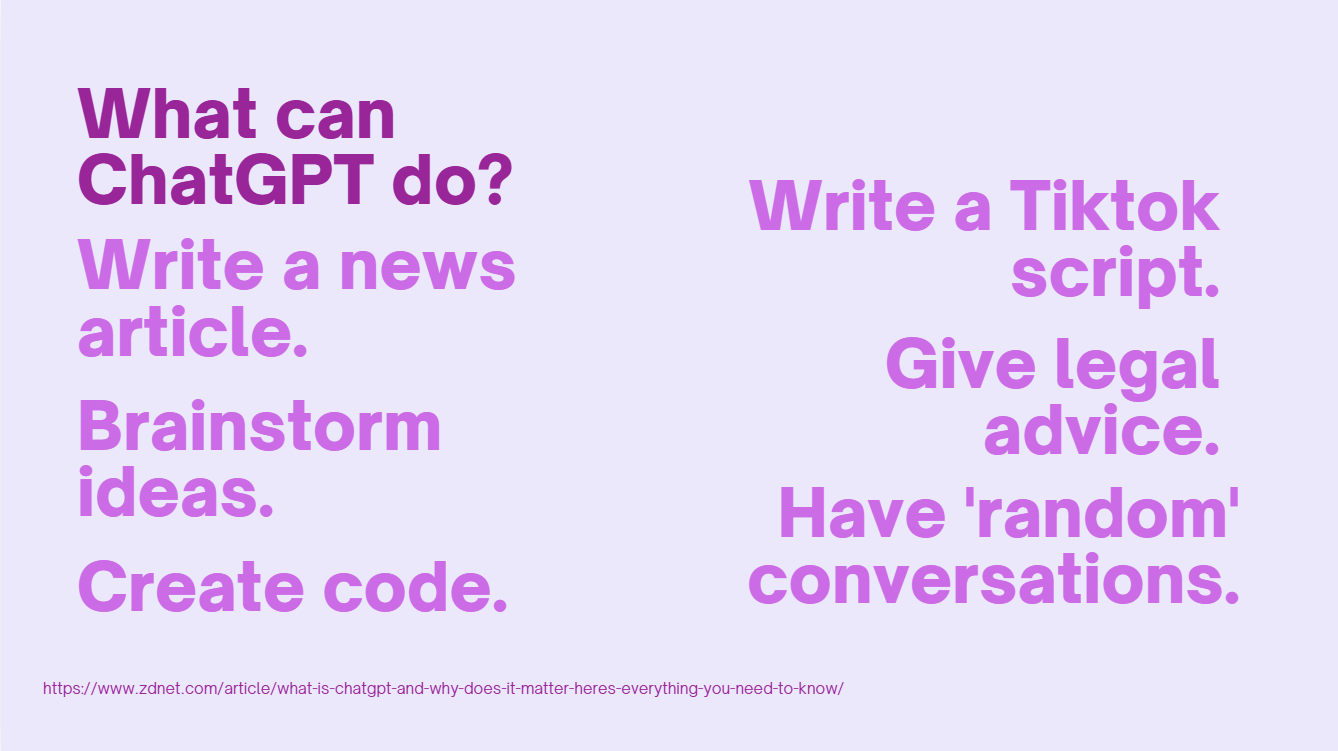 What can
ChatGPT do?
Write a news
article.
Brainstorm
ideas.
Create code.
Write a Tiktok
script.
Give legal
advice.
Have 'random'
conversations.
https://www.zdnet.com/article/what-is-chatgpt-and-why-does-it-matter-heres-everything-you-need-to-know/